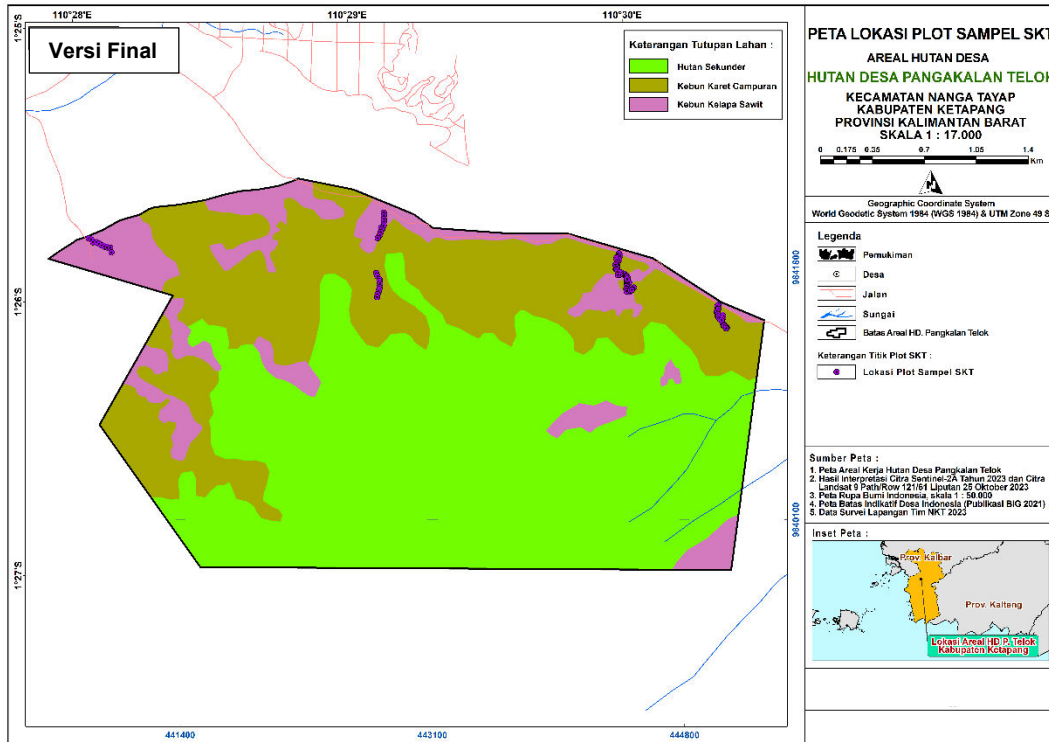 110°28'E
110°29'E
110°30'E
1°25'S
1°26'S
1°27'S
Versi Final
Keterangan Tutupan Lahan :
Hutan Sekunder
Kebun Karet Campuran
Kebun Kelapa Sawit
9841800
9840100
441400
443100
444800
PETA LOKASI PLOT SAMPEL SKT
AREAL HUTAN DESA
HUTAN DESA PANGAKALAN TELOK
KECAMATAN NANGA TAYAP
KABUPATEN KETAPANG
PROVINSI KALIMANTAN BARAT
SKALA 1 : 17.000
0 0.175 0.35 0.7 1.05 1.4
Km
Geographic Coordinate System
World Geodetic System 1984 (WGS 1984) & UTM Zone 49 S
Legenda
Pemukiman
Desa
Jalan
Sungai
Batas Areal HD. Pangkalan Telok
Keterangan Titik Plot SKT :
Lokasi Plot Sampel SKT
Sumber Peta :
1. Peta Areal Kerja Hutan Desa Pangkalan Telok
2. Hasil Interpretasi Citra Sentinel-2A Tahun 2023 dan Citra
Landsat 9 Path/Row 121/61 Liputan 25 Oktober 2023
3. Peta Rupa Bumi Indonesia, skala 1 : 50.000
4. Peta Batas Indikatif Desa Indonesia (Publikasi BIG 2021)
5. Data Survei Lapangan Tim NKT 2023
Inset Peta :
Prov. Kalbar
Prov. Kalteng
Lokasi Areal HD.P. Telok
Kabupaten Ketapang